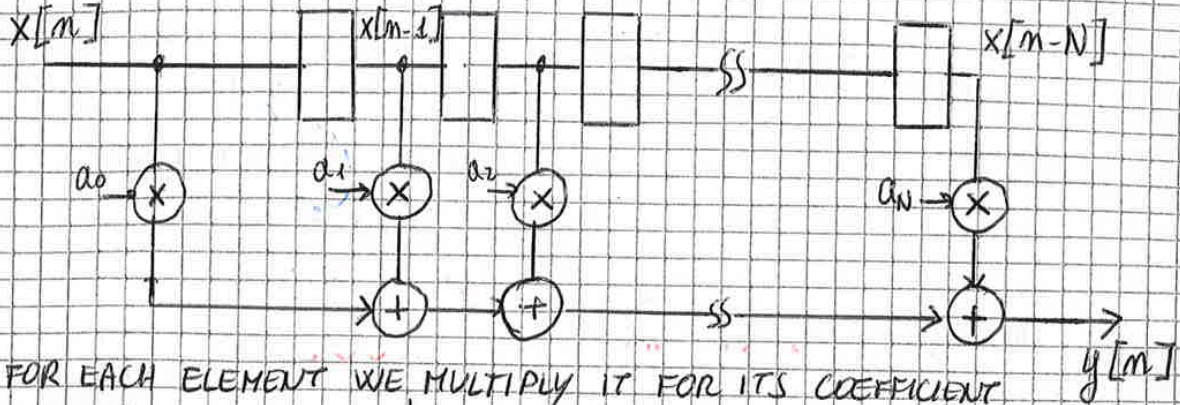 x[n] x[n-1] x[n-N]
a0 × a1 × a2 × aN ×
+ + +
y[n]
FOR EACH ELEMENT WE MULTIPLY IT FOR ITS COEFFICIENT